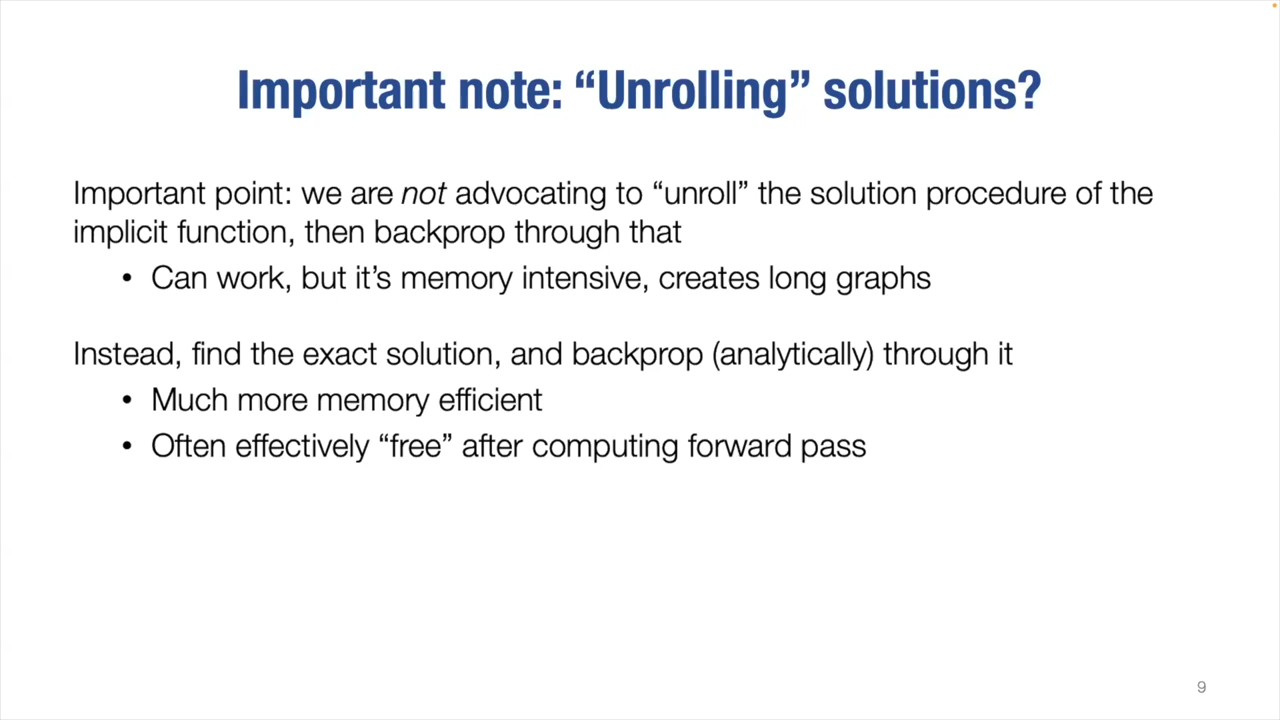 Important note: “Unrolling” solutions?
Important point: we are not advocating to “unroll” the solution procedure of the
implicit function, then backprop through that
• Can work, but it’s memory intensive, creates long graphs
Instead, find the exact solution, and backprop (analytically) through it
• Much more memory efficient
• Often effectively “free” after computing forward pass
9